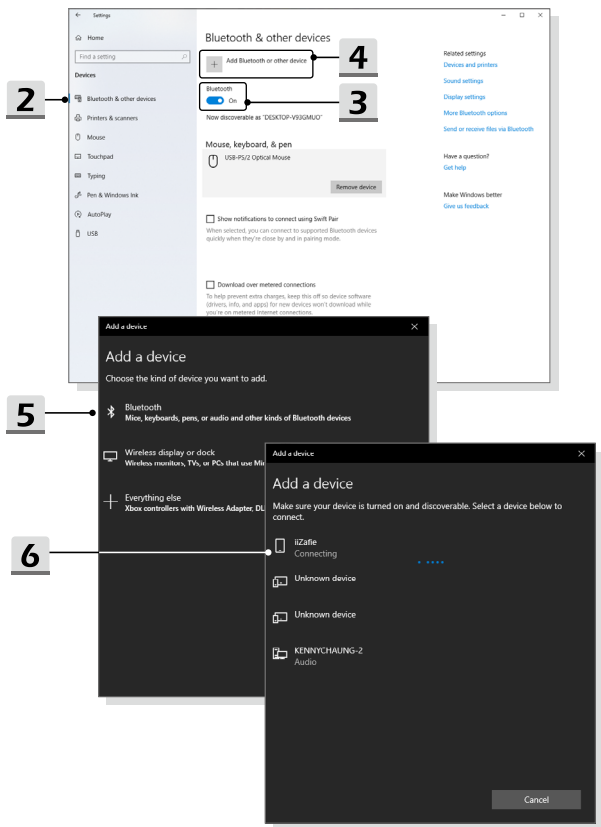 Settings
Home
Find a setting
Devices
Bluetooth & other devices
Printers & scanners
Mouse
Touchpad
Typing
Pen & Windows Ink
AutoPlay
USB
Bluetooth & other devices
Add Bluetooth or other device
Bluetooth
On
Now discoverable as "DESKTOP-V93GMUO"
Mouse, keyboard, & pen
USB-PS/2 Optical Mouse
Remove device
Show notifications to connect using Swift Pair
When selected, you can connect to supported Bluetooth devices
quickly when they're close by and in pairing mode.
Download over metered connections
To help prevent extra charges, keep this off so device software
(drivers, info, and apps) for new devices won't download while
you're on metered Internet connections.
Related settings
Devices and printers
Sound settings
Display settings
More Bluetooth options
Send or receive files via Bluetooth
Have a question?
Get help
Make Windows better
Give us feedback
2
4
3
Add a device
Add a device
Choose the kind of device you want to add.
Bluetooth
Mice, keyboards, pens, or audio and other kinds of Bluetooth devices
Wireless display or dock
Wireless monitors, TVs, or PCs that use Mi
Everything else
Xbox controllers with Wireless Adapter, DL
5
6
Add a device
Add a device
Make sure your device is turned on and discoverable. Select a device below to
connect.
iiZafie
Connecting
Unknown device
Unknown device
KENNYCHAUNG-2
Audio
Cancel